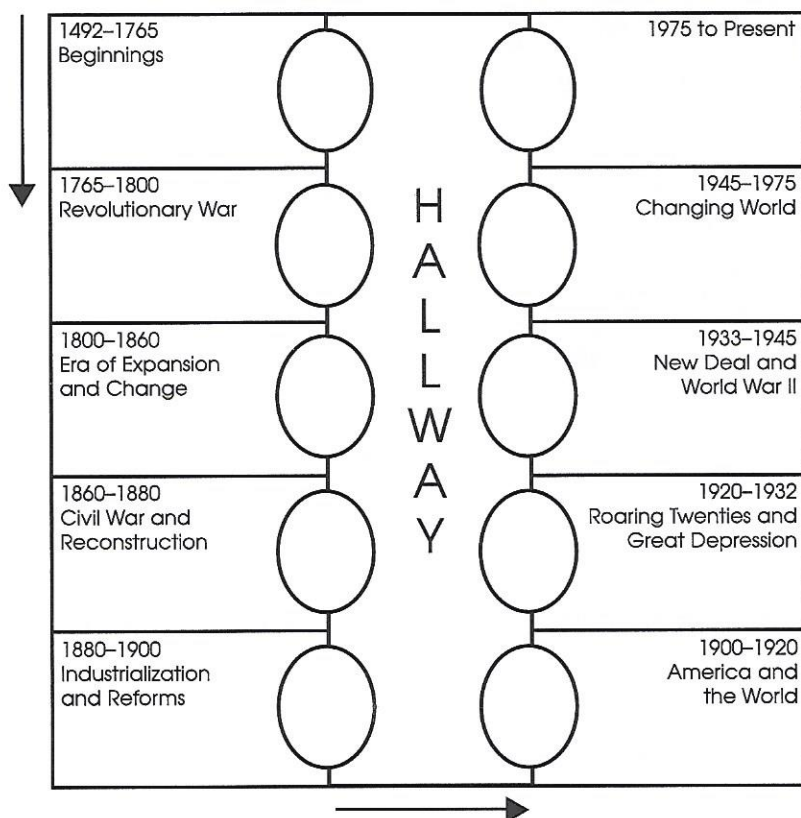 1492–1765
Beginnings
1765–1800
Revolutionary War
1800–1860
Era of Expansion
and Change
1860–1880
Civil War and
Reconstruction
1880–1900
Industrialization
and Reforms
HALLWAY
1975 to Present
1945–1975
Changing World
1933–1945
New Deal and
World War II
1920–1932
Roaring Twenties and
Great Depression
1900–1920
America and
the World